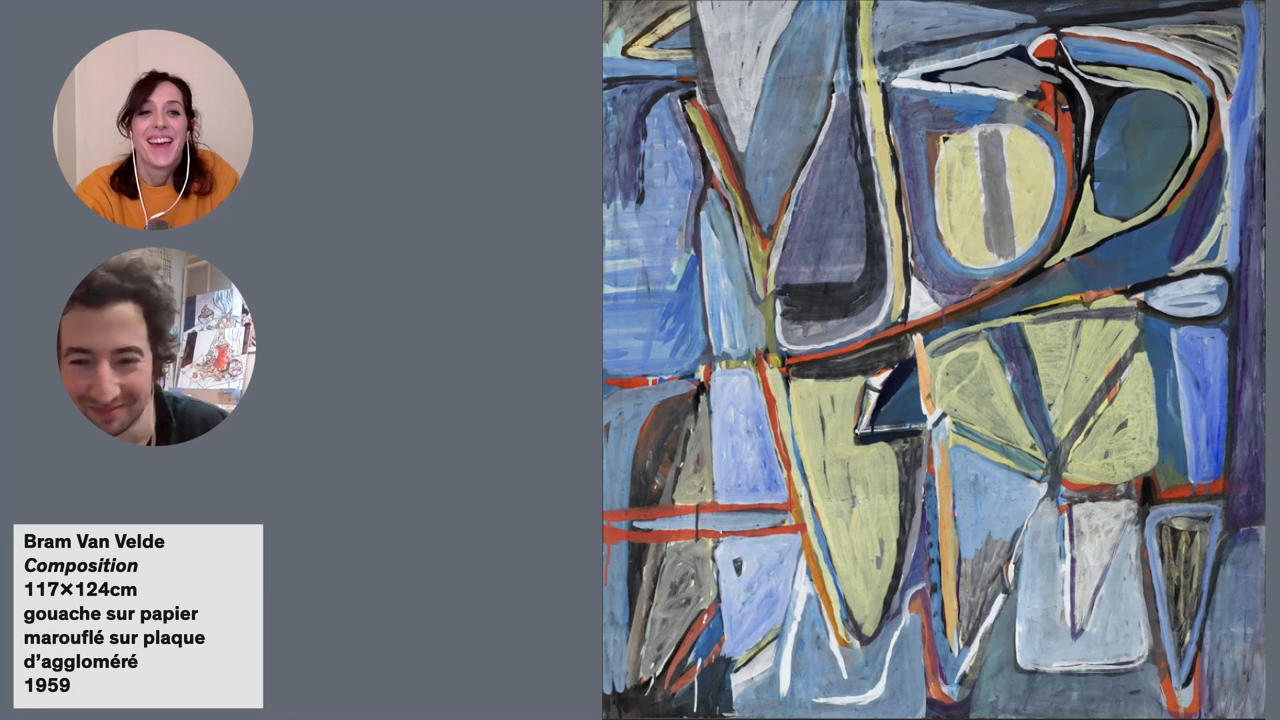 Bram Van Velde
Composition
117×124cm
gouache sur papier
marouflé sur plaque
d’aggloméré
1959